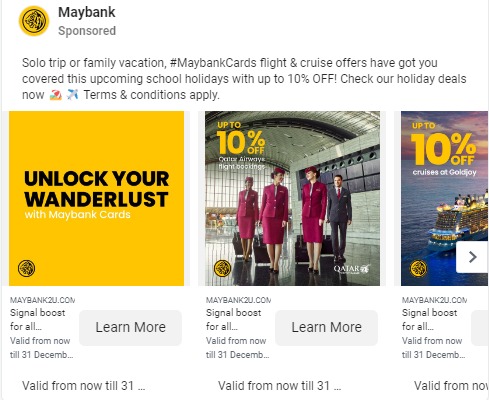 Maybank
Sponsored
Solo trip or family vacation, #MaybankCards flight & cruise offers have got you
covered this upcoming school holidays with up to 10% OFF! Check our holiday deals
now 🏖️ ✈️ Terms & conditions apply.
UNLOCK YOUR
WANDERLUST
with Maybank Cards
UP TO
10% OFF
Qatar Airways
flight bookings
QATAR
UP TO
10% OFF
cruises at Goldjoy
MAYBANK2U.COM
Signal boost
for all...
Valid from now
till 31 Decemb...
Learn More
MAYBANK2U.COM
Signal boost
for all...
Valid from now
till 31 Decemb...
Learn More
MAYBANK2U.COM
Signal boost
for all...
Valid from now
till 31 Decemb...
Valid from now till 31 ...
Valid from now till 31 ...
Valid from now